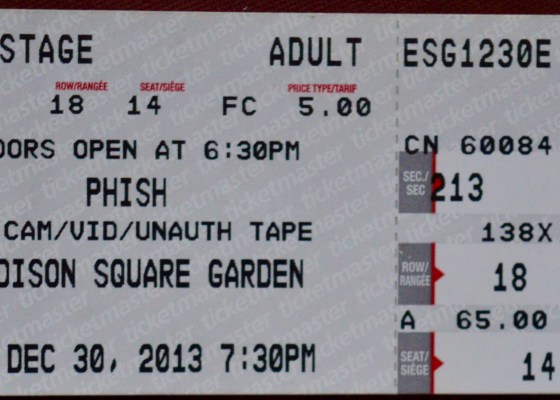 STAGE ADULT
ROW/RANGÉE SEAT/SIÈGE PRICE TYPE/TARIF
18 14 FC 5.00
OORS OPEN AT 6:30PM
PHISH
CAM/VID/UNAUTH TAPE
DISON SQUARE GARDEN
DEC 30, 2013 7:30PM
ESG1230E
CN 60084
SEC./
SEC
213
138X
ROW/
RANGÉE
18
A 65.00
SEAT/
SIÈGE
14
ticketmaster